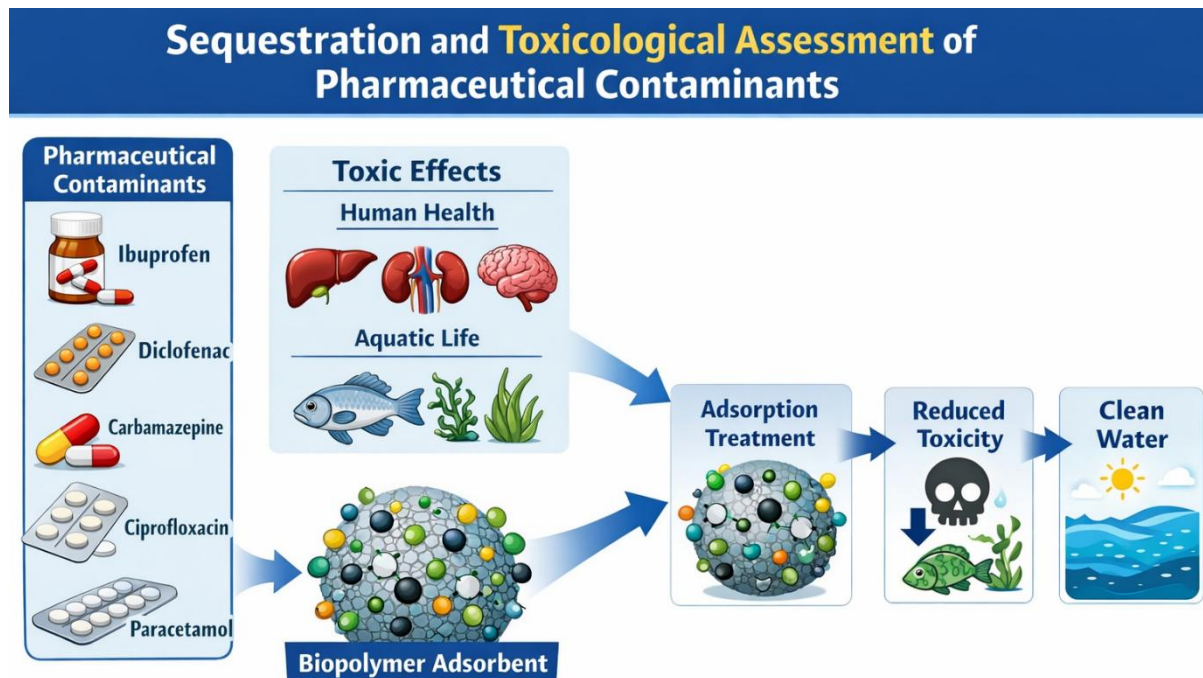 Sequestration and Toxicological Assessment of
Pharmaceutical Contaminants
Pharmaceutical
Contaminants
Ibuprofen
Diclofenac
Carbamazepine
Ciprofloxacin
Paracetamol
Toxic Effects
Human Health
Aquatic Life
Biopolymer Adsorbent
Adsorption
Treatment
Reduced
Toxicity
Clean
Water